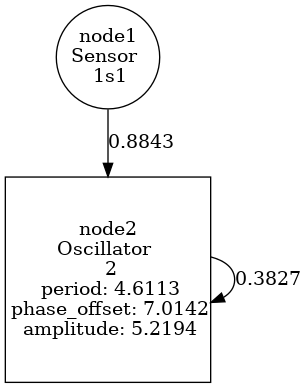 node1
Sensor
1s1
0.8843
node2
Oscillator
2
period: 4.6113
phase_offset: 7.0142
amplitude: 5.2194
0.3827